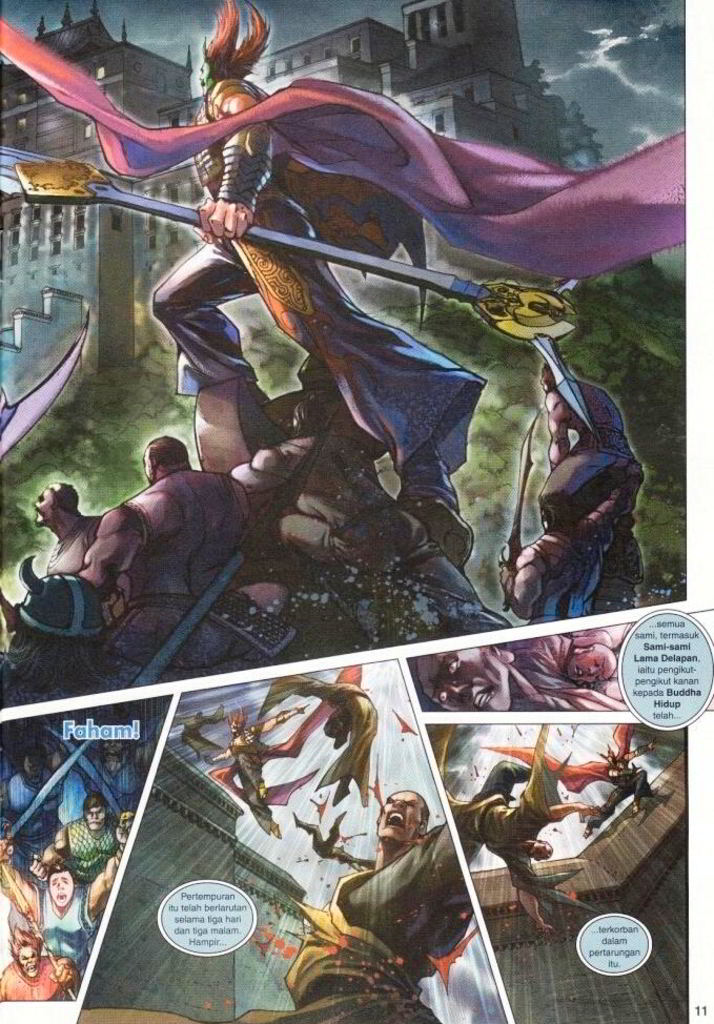 Faham!
Pertempuran
itu telah berlarutan
selama tiga hari
dan tiga malam.
Hampir...
...semua
sami, termasuk
Sami-sami
Lama Delapan,
iaitu pengikut-
pengikut kanan
kepada Buddha
Hidup
telah...
...terkorban
dalam
pertarungan
itu.
11